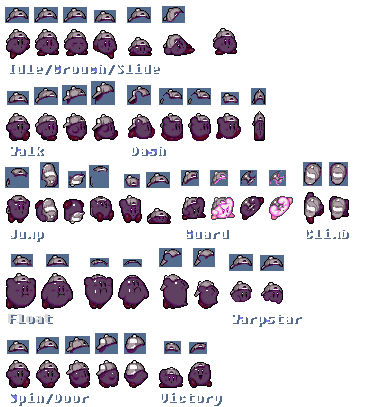 Idle/Crouch/Slide
Walk Dash
Jump Guard Climb
Float Warpstar
Spin/Door Victory